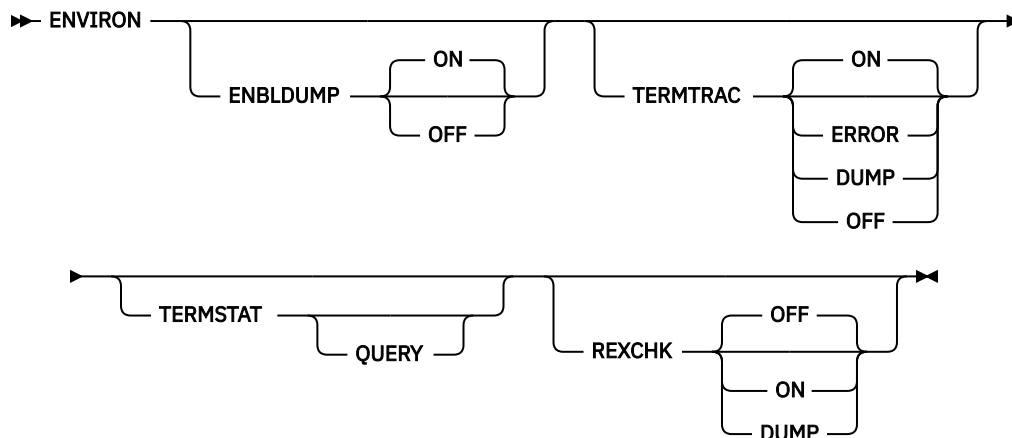 ENVIRON
ON
ENBLDUMP
OFF
ON
TERMTRAC
ERROR
DUMP
OFF
TERMSTAT
QUERY
OFF
REXCHK
ON
DUMP